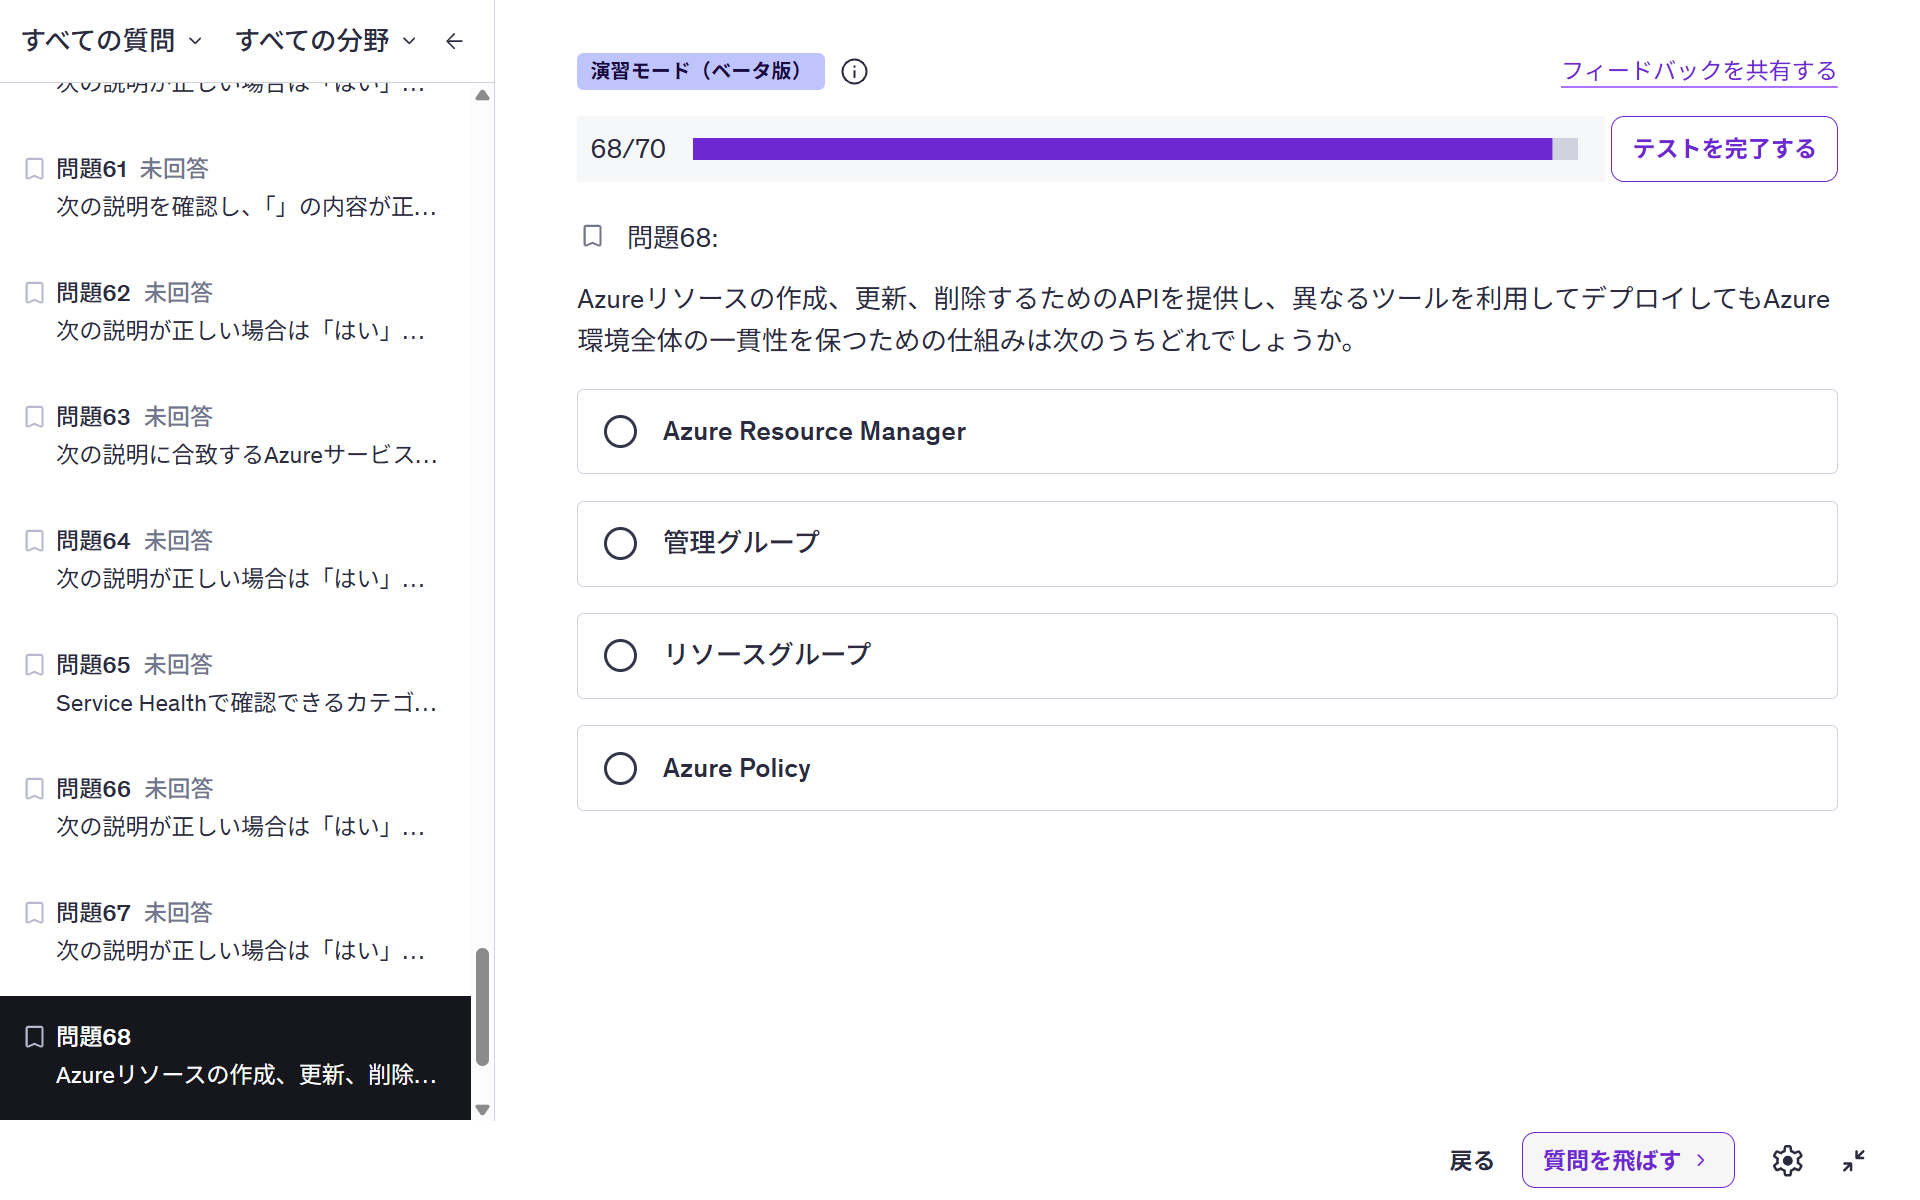 すべての質問 すべての分野
次の説明が正しい場合は「はい」...
問題61 未回答
次の説明を確認し、「」の内容が正...
問題62 未回答
次の説明が正しい場合は「はい」...
問題63 未回答
次の説明に合致するAzureサービス...
問題64 未回答
次の説明が正しい場合は「はい」...
問題65 未回答
Service Healthで確認できるカテゴ...
問題66 未回答
次の説明が正しい場合は「はい」...
問題67 未回答
次の説明が正しい場合は「はい」...
問題68
Azureリソースの作成、更新、削除...
演習モード（ベータ版）
フィードバックを共有する
68/70
テストを完了する
問題68:
Azureリソースの作成、更新、削除するためのAPIを提供し、異なるツールを利用してデプロイしてもAzure
環境全体の一貫性を保つための仕組みは次のうちどれでしょうか。
Azure Resource Manager
管理グループ
リソースグループ
Azure Policy
戻る
質問を飛ばす